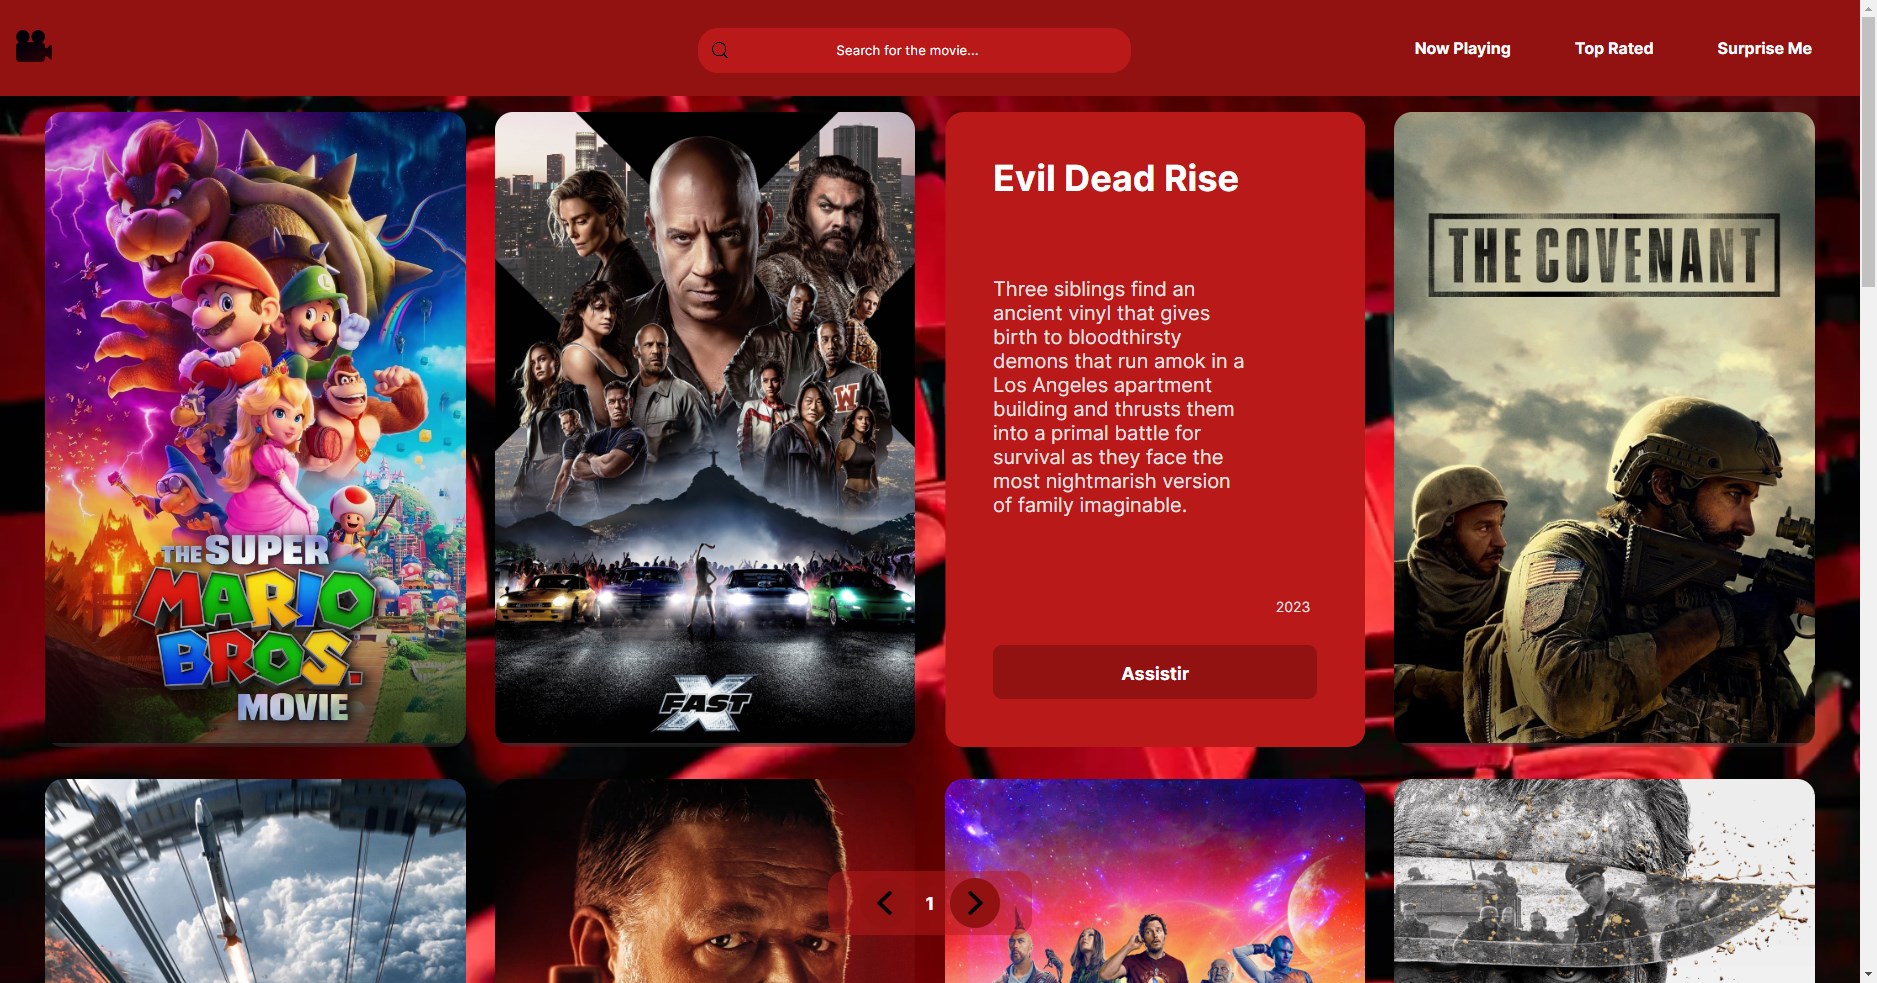 Search for the movie...
Now Playing
Top Rated
Surprise Me
THE SUPER
MARIO
BROS.
MOVIE
W
FAST
X
Evil Dead Rise
Three siblings find an
ancient vinyl that gives
birth to bloodthirsty
demons that run amok in a
Los Angeles apartment
building and thrusts them
into a primal battle for
survival as they face the
most nightmarish version
of family imaginable.
2023
Assistir
THE COVENANT
1